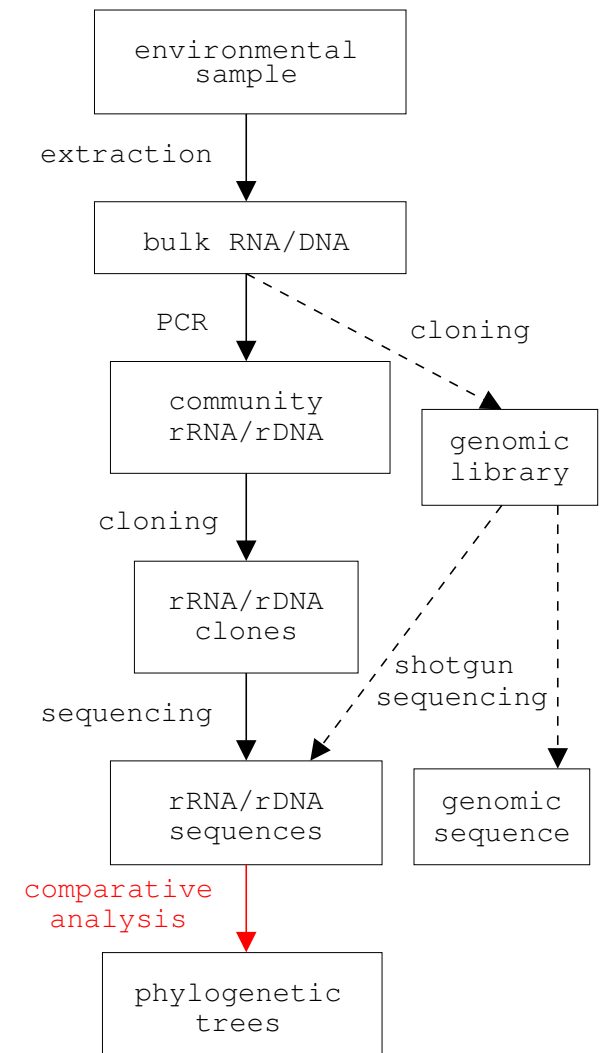 environmental
sample
extraction
bulk RNA/DNA
PCR
cloning
community
rRNA/rDNA
genomic
library
cloning
rRNA/rDNA
clones
shotgun
sequencing
sequencing
rRNA/rDNA
sequences
genomic
sequence
comparative
analysis
phylogenetic
trees